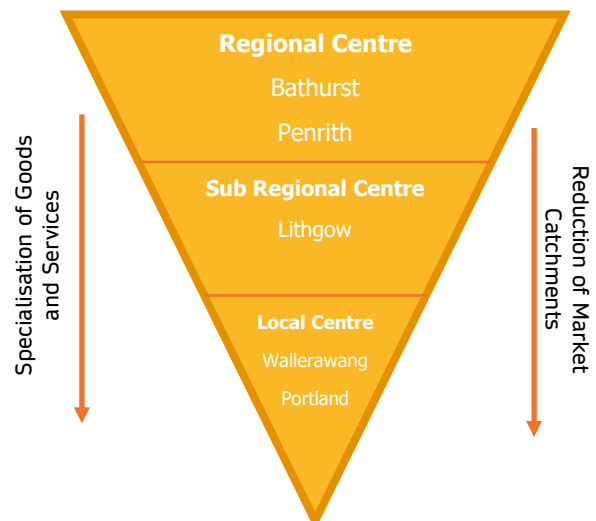 Regional Centre
Bathurst
Penrith
Sub Regional Centre
Lithgow
Local Centre
Wallerawang
Portland
Specialisation of Goods
and Services
Reduction of Market
Catchments